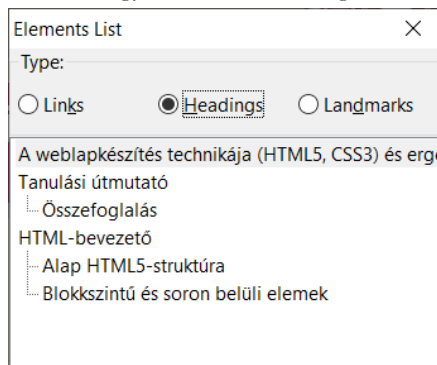 Elements List
Type:
Links Headings Landmarks
A weblapkészítés technikája (HTML5, CSS3) és
Tanulási útmutató
Összefoglalás
HTML-bevezető
Alap HTML5-struktúra
Blokkszintű és soron belüli elemek